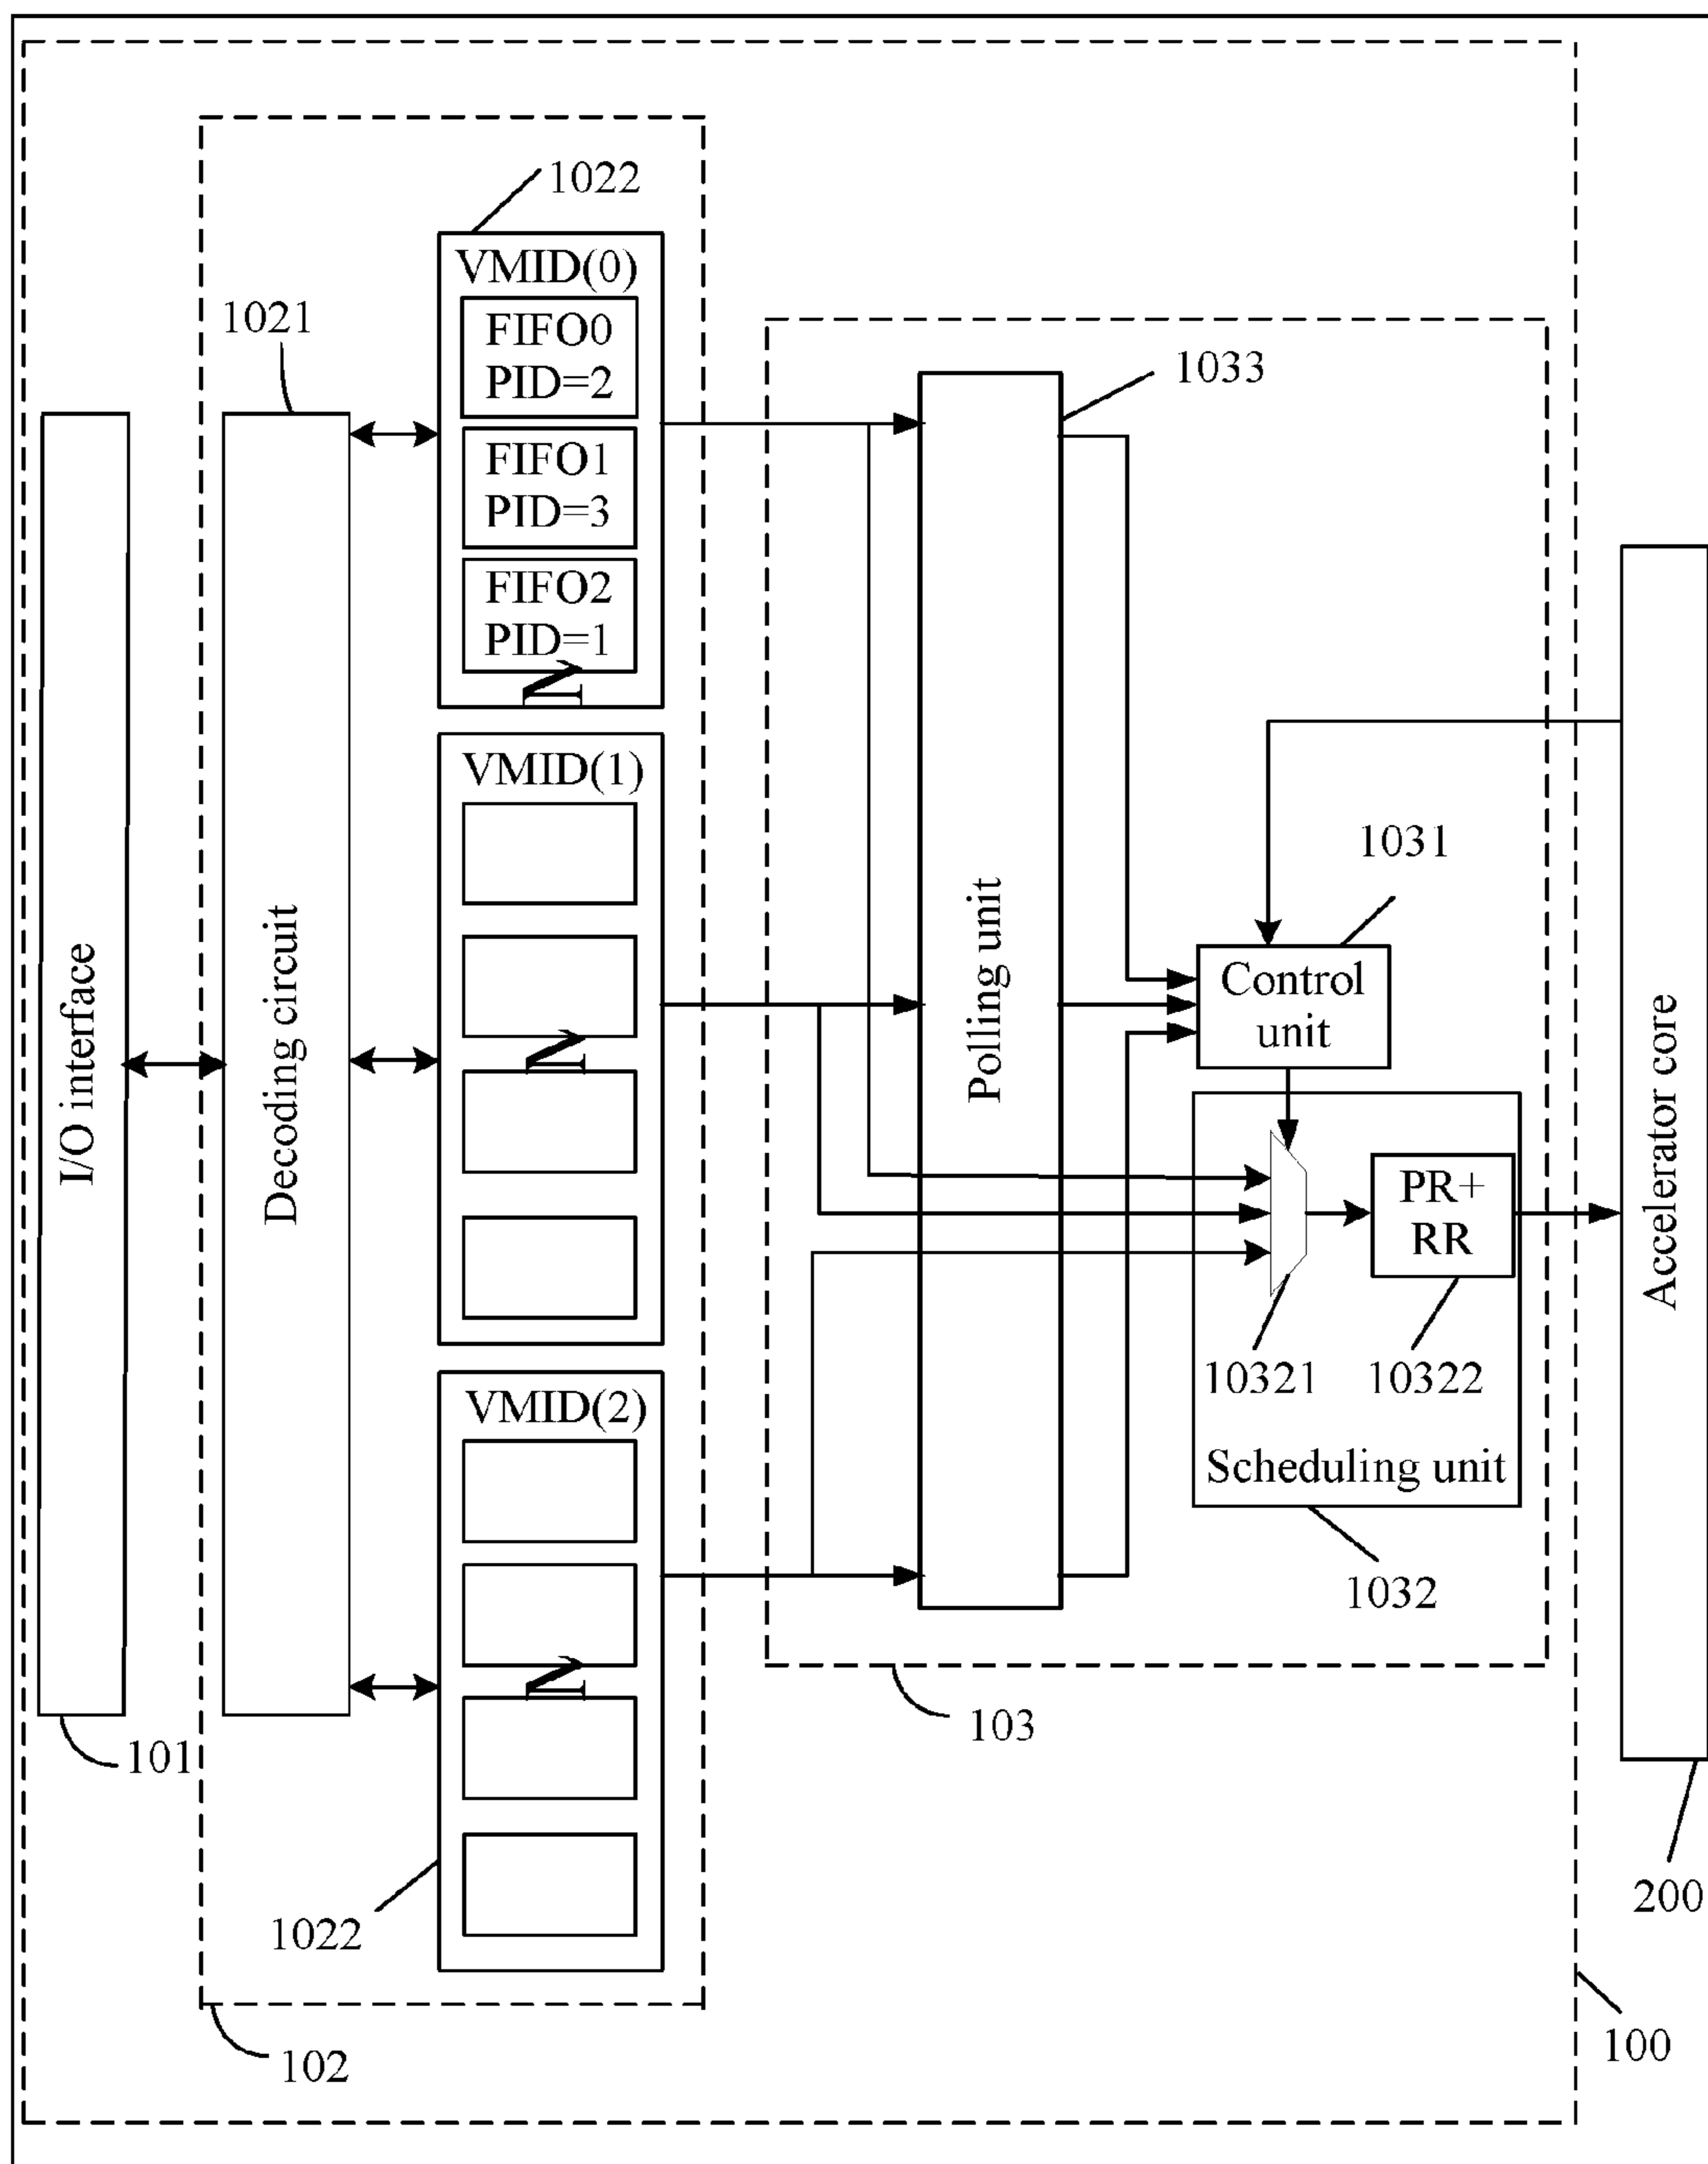 1022
VMID(0)
FIFO0
PID=2
FIFO1
PID=3
FIFO2
PID=1
N
1021
1033
VMID(1)
N
VMID(2)
N
I/O interface
Decoding circuit
Polling unit
1031
Control
unit
PR+
RR
10321
10322
Scheduling unit
1032
Accelerator core
103
101
1022
200
102
100